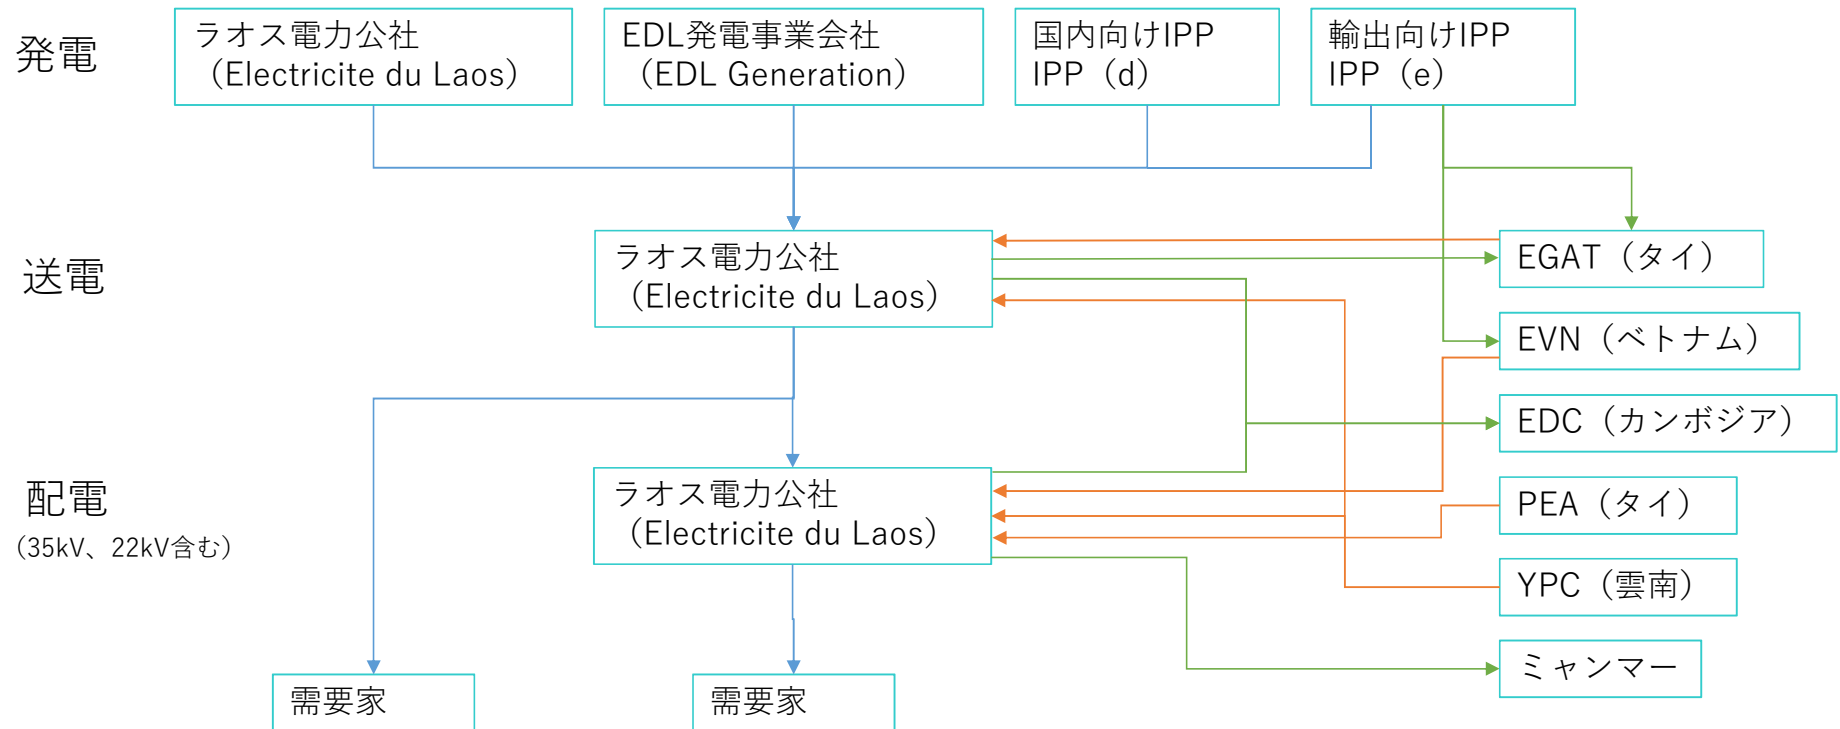 発電
ラオス電力公社
（Electricite du Laos）
EDL発電事業会社
（EDL Generation）
国内向けIPP
IPP（d）
輸出向けIPP
IPP（e）
送電
ラオス電力公社
（Electricite du Laos）
EGAT（タイ）
EVN（ベトナム）
EDC（カンボジア）
配電
（35kV、22kV含む）
ラオス電力公社
（Electricite du Laos）
PEA（タイ）
YPC（雲南）
ミャンマー
需要家
需要家